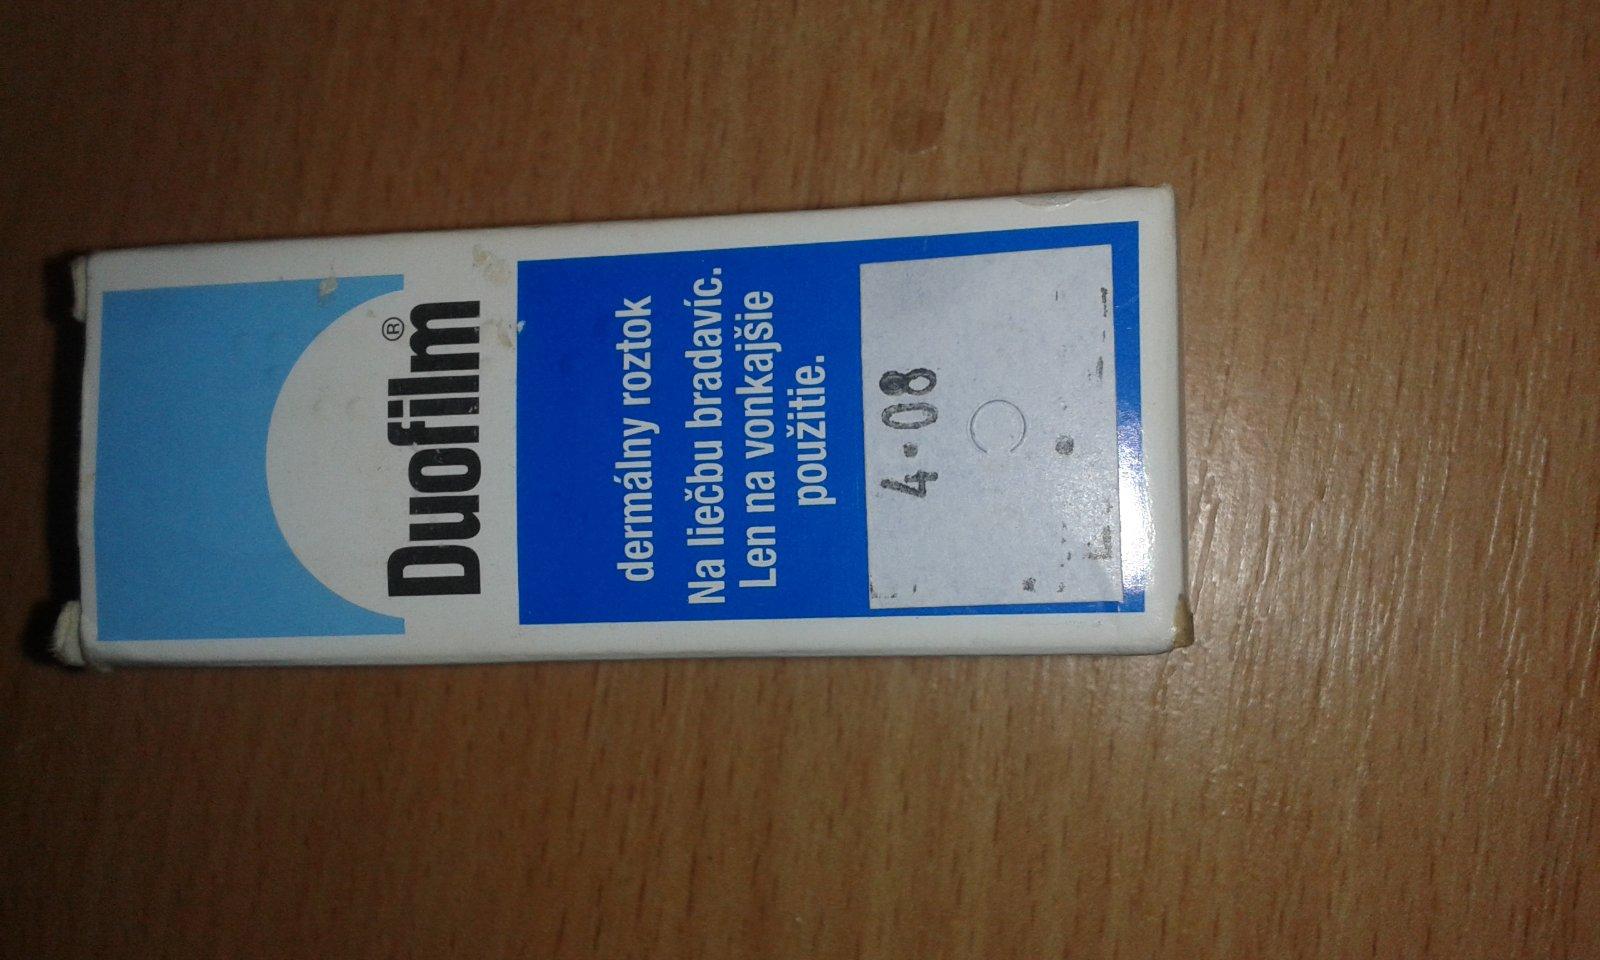 Duofilm®
dermálny roztok
Na liečbu bradavíc.
Len na vonkajšie
použitie.
4.08